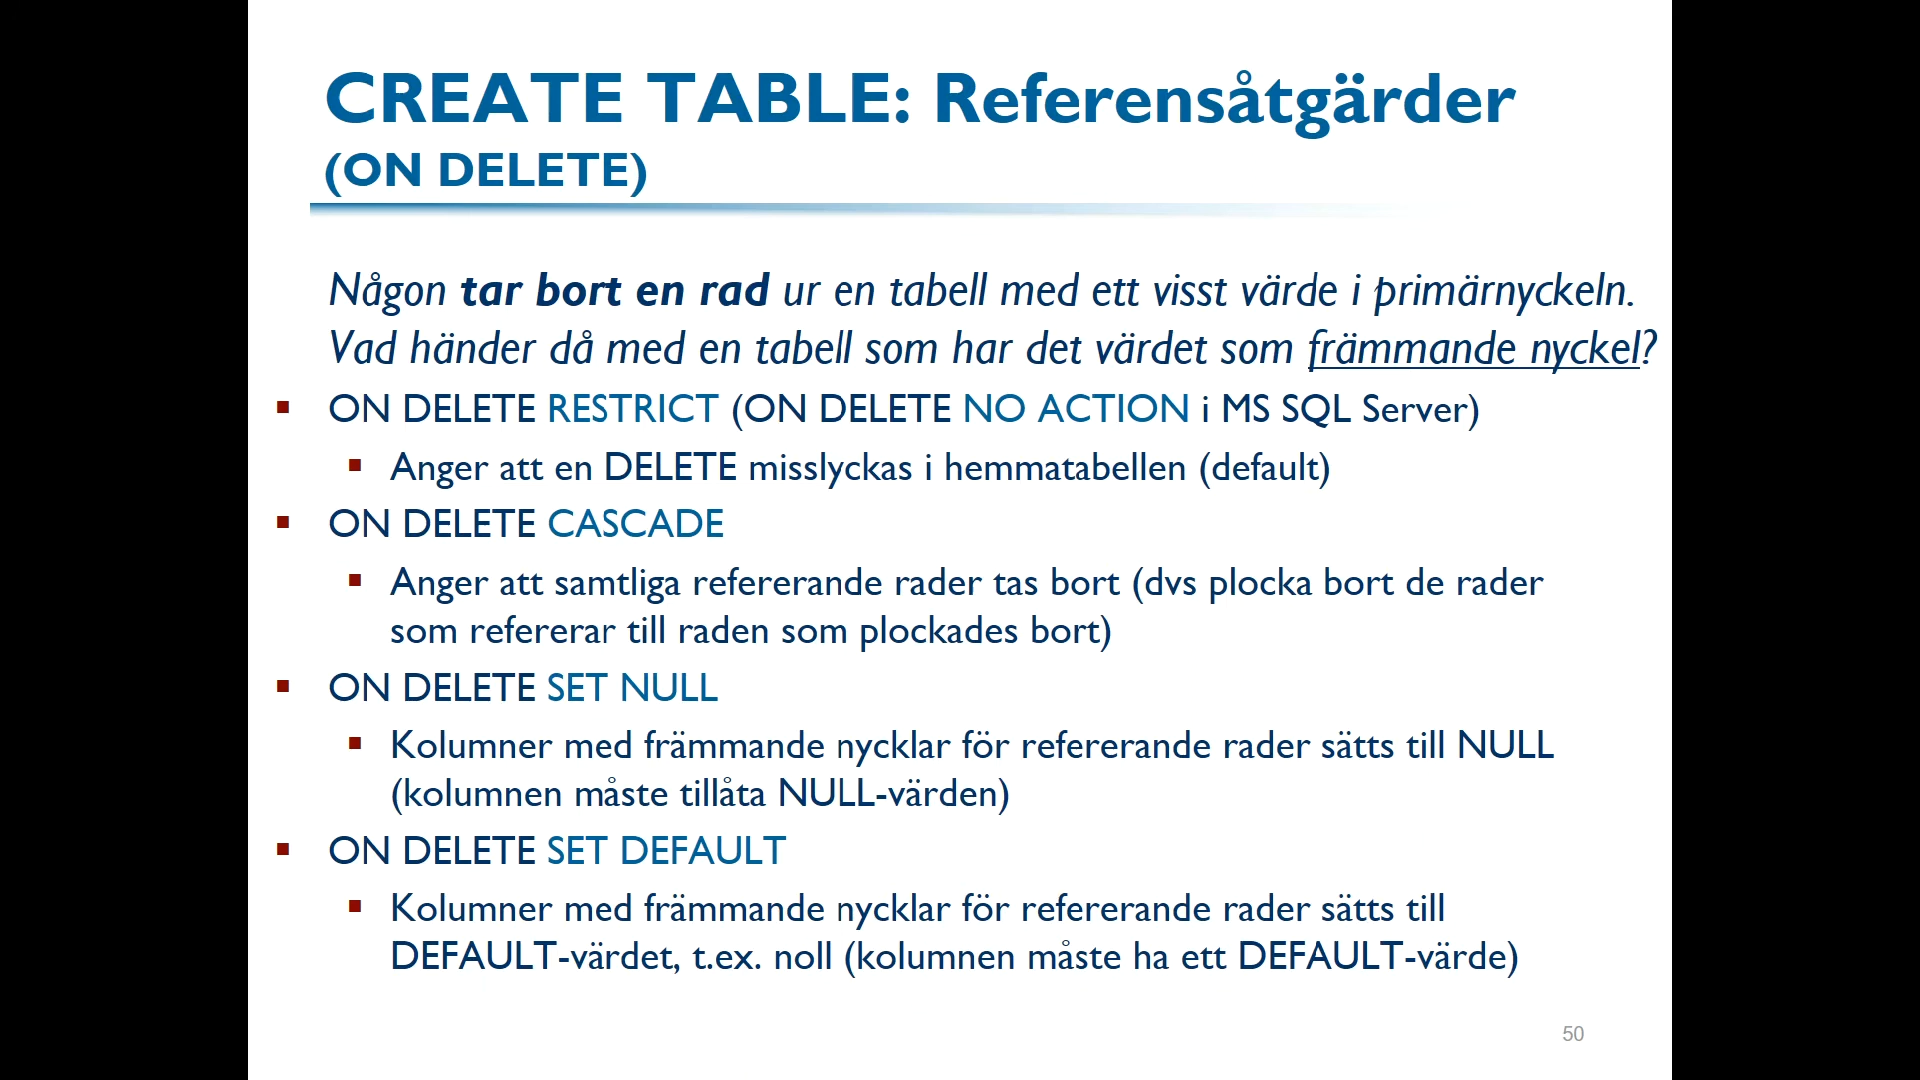 CREATE TABLE: Referensåtgärder
(ON DELETE)
Någon tar bort en rad ur en tabell med ett visst värde i primärnyckeln.
Vad händer då med en tabell som har det värdet som främmande nyckel?
▪ ON DELETE RESTRICT (ON DELETE NO ACTION i MS SQL Server)
▪ Anger att en DELETE misslyckas i hemmatabellen (default)
▪ ON DELETE CASCADE
▪ Anger att samtliga refererande rader tas bort (dvs plocka bort de rader
som refererar till raden som plockades bort)
▪ ON DELETE SET NULL
▪ Kolumner med främmande nycklar för refererande rader sätts till NULL
(kolumnen måste tillåta NULL-värden)
▪ ON DELETE SET DEFAULT
▪ Kolumner med främmande nycklar för refererande rader sätts till
DEFAULT-värdet, t.ex. noll (kolumnen måste ha ett DEFAULT-värde)
50